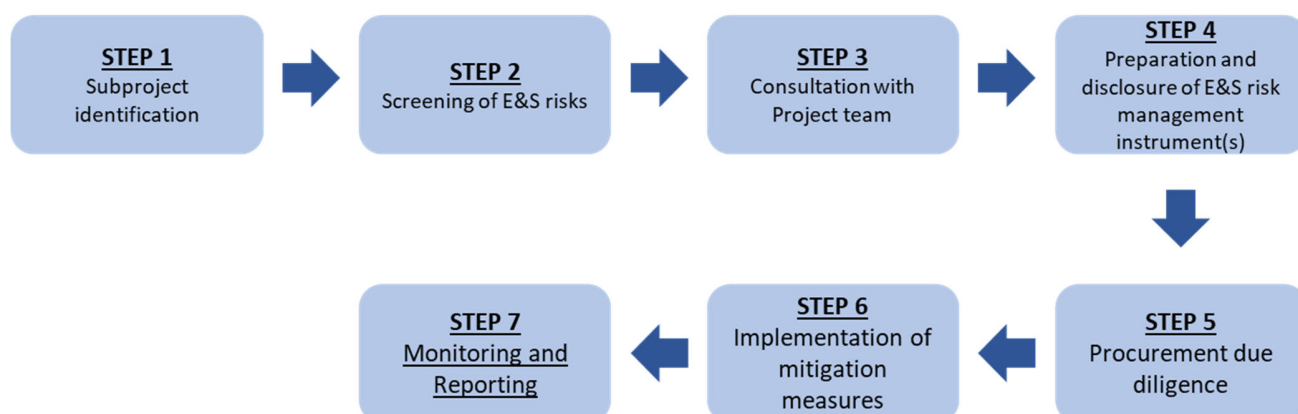 STEP 1
Subproject
identification
STEP 2
Screening of E&S risks
STEP 3
Consultation with
Project team
STEP 4
Preparation and
disclosure of E&S risk
management
instrument(s)
STEP 5
Procurement due
diligence
STEP 6
Implementation of
mitigation
measures
STEP 7
Monitoring and
Reporting